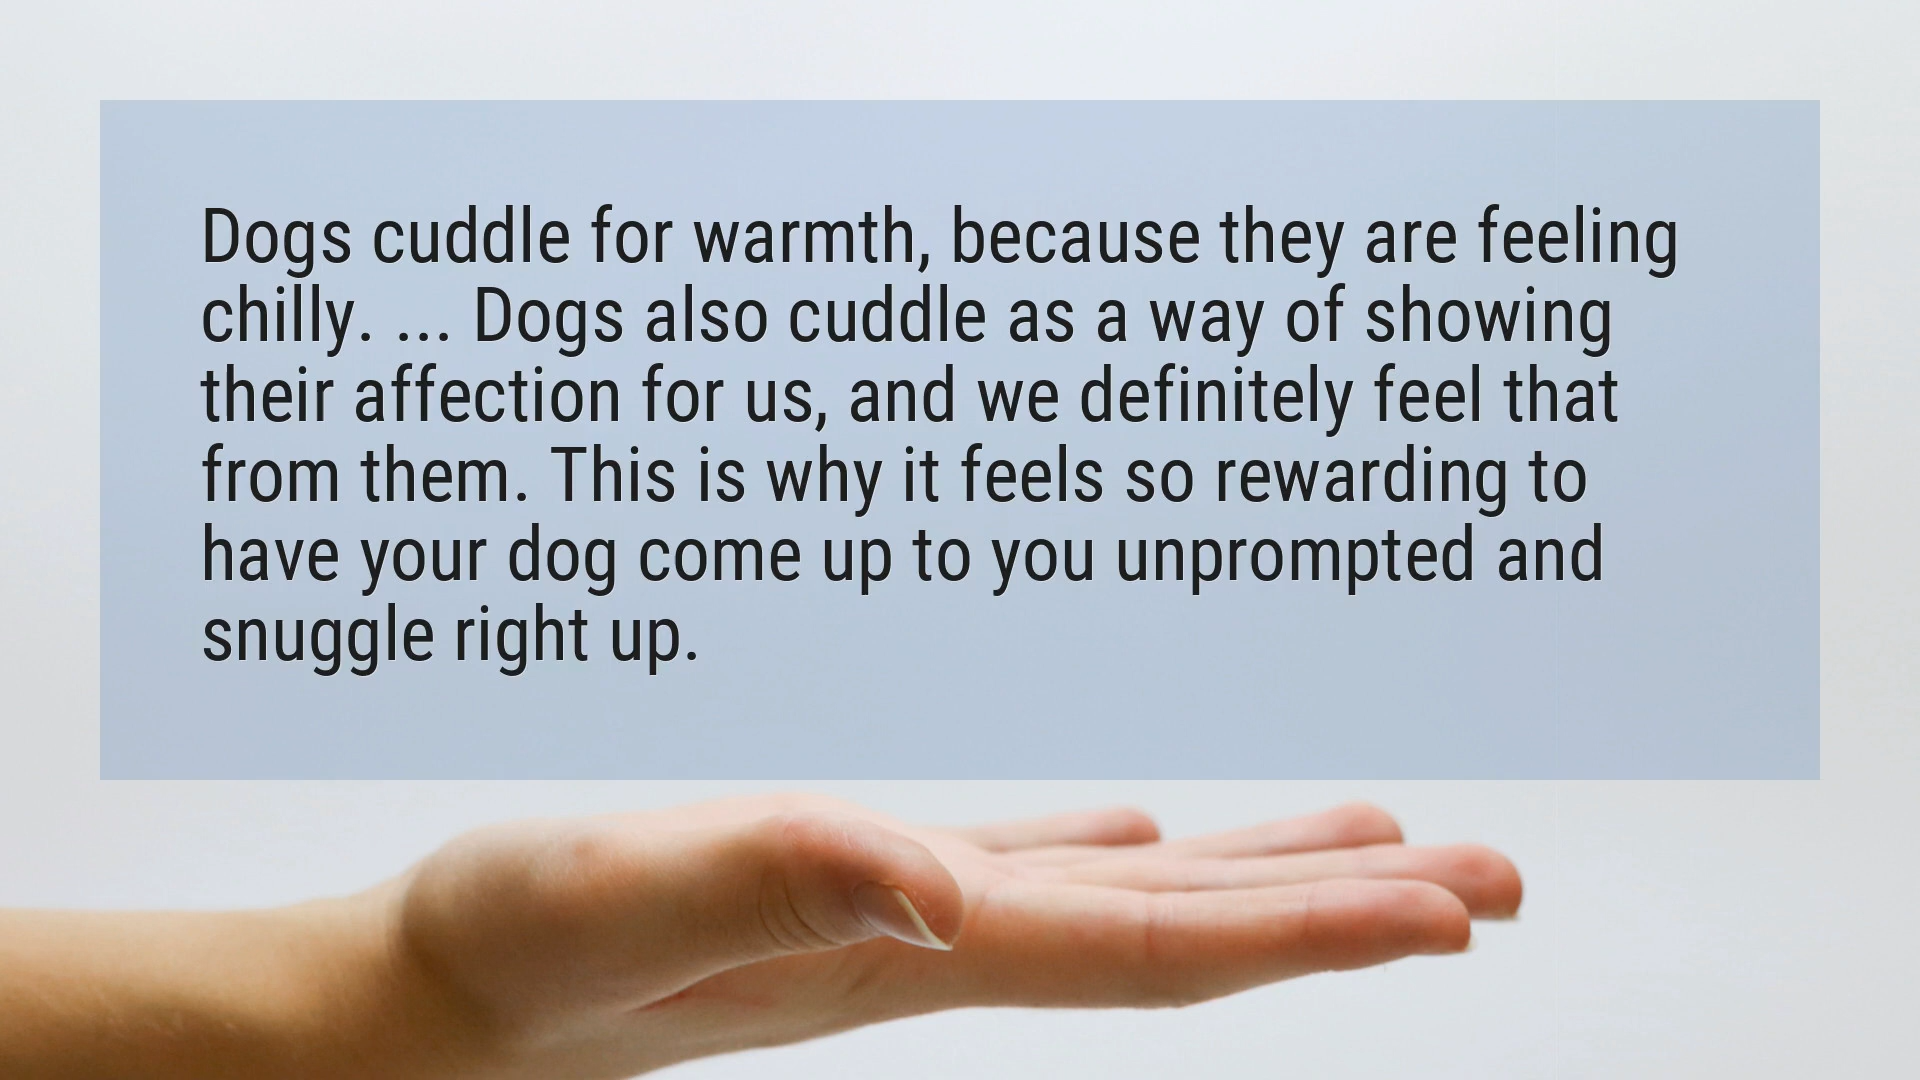 Dogs cuddle for warmth, because they are feeling
chilly. ... Dogs also cuddle as a way of showing
their affection for us, and we definitely feel that
from them. This is why it feels so rewarding to
have your dog come up to you unprompted and
snuggle right up.